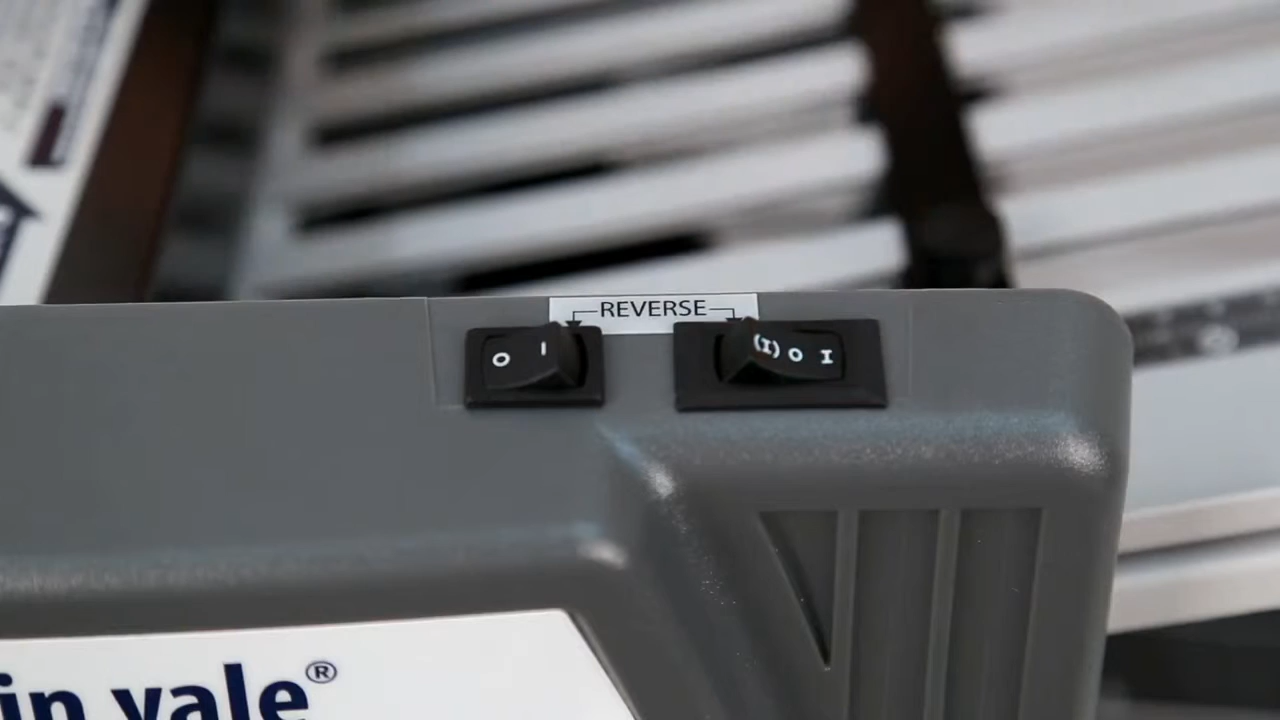 REVERSE
O I
(I) O I
in vale®